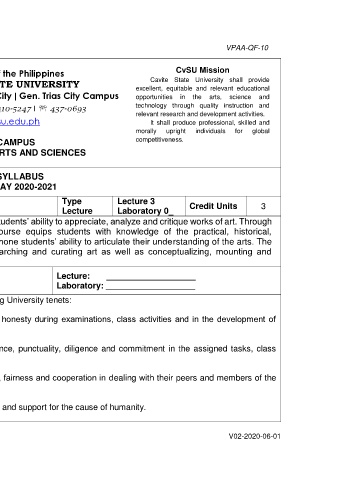 VPAA-QF-10
the Philippines
TE UNIVERSITY
City | Gen. Trias City Campus
10-5247 I ☏ 437-0693
su.edu.ph
CAMPUS
RTS AND SCIENCES
CvSU Mission
Cavite State University shall provide
excellent, equitable and relevant educational
opportunities in the arts, science and
technology through quality instruction and
relevant research and development activities.
It shall produce professional, skilled and
morally upright individuals for global
competitiveness.
SYLLABUS
AY 2020-2021
Type Lecture 3 Credit Units 3
Lecture Laboratory 0_
tudents' ability to appreciate, analyze and critique works of art. Through
ourse equips students with knowledge of the practical, historical,
hone students' ability to articulate their understanding of the arts. The
arching and curating art as well as conceptualizing, mounting and
Lecture: ____________________
Laboratory: ____________________
g University tenets:
honesty during examinations, class activities and in the development of
nce, punctuality, diligence and commitment in the assigned tasks, class
, fairness and cooperation in dealing with their peers and members of the
and support for the cause of humanity.
V02-2020-06-01